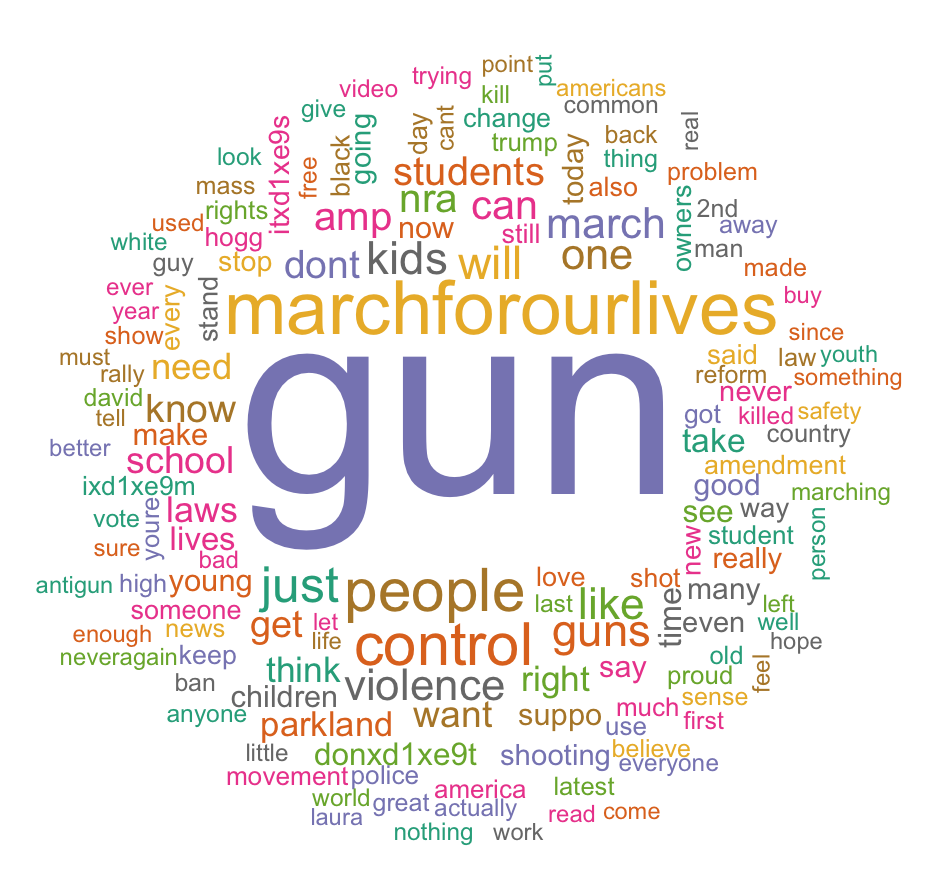 point
put
trying
video
americans
kill
common
give
change
day
cant
real
back
trump
going
black
itxd1xe9s
look
thing
today
free
students
problem
mass
also
nra
can
rights
amp
2nd
owners
march
used
now
still
away
hogg
white
man
one
kids
will
dont
stop
guy
made
ever
stand
buy
marchforourlives
year
every
show
since
said
law
youth
must
gun
need
reform
rally
something
never
david
know
got
killed
safety
tell
make
take
country
better
school
amendment
good
ixd1xe9m
marching
laws
see
way
vote
youre
lives
student
person
sure
new
bad
really
antigun
high
young
just
people
love
shot
many
last
like
left
someone
get
let
time
even
well
enough
news
control
guns
hope
life
neveragain
keep
think
say
old
feel
right
proud
ban
children
violence
sense
anyone
parkland
want
suppo
much
first
use
little
donxd1xe9t
shooting
believe
everyone
movement
police
america
latest
world
great
actually
laura
read
come
nothing
work